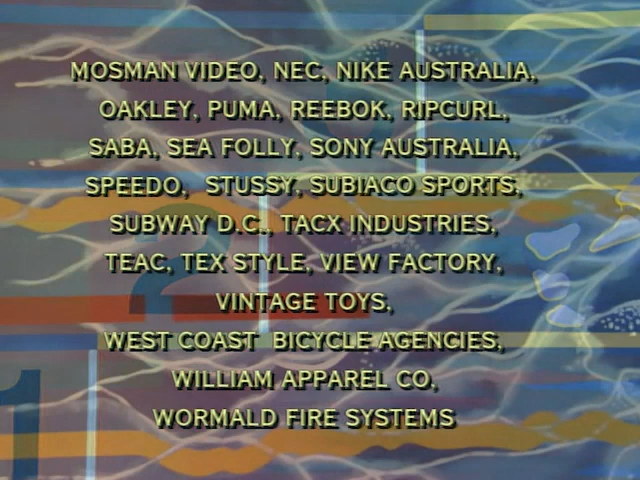 MOSMAN VIDEO, NEC, NIKE AUSTRALIA,
OAKLEY, PUMA, REEBOK, RIPCURL,
SABA, SEA FOLLY, SONY AUSTRALIA,
SPEEDO, STUSSY, SUBIACO SPORTS,
SUBWAY D.C., TACX INDUSTRIES,
TEAC, TEX STYLE, VIEW FACTORY,
VINTAGE TOYS,
WEST COAST BICYCLE AGENCIES,
WILLIAM APPAREL CO,
WORMALD FIRE SYSTEMS
2
1